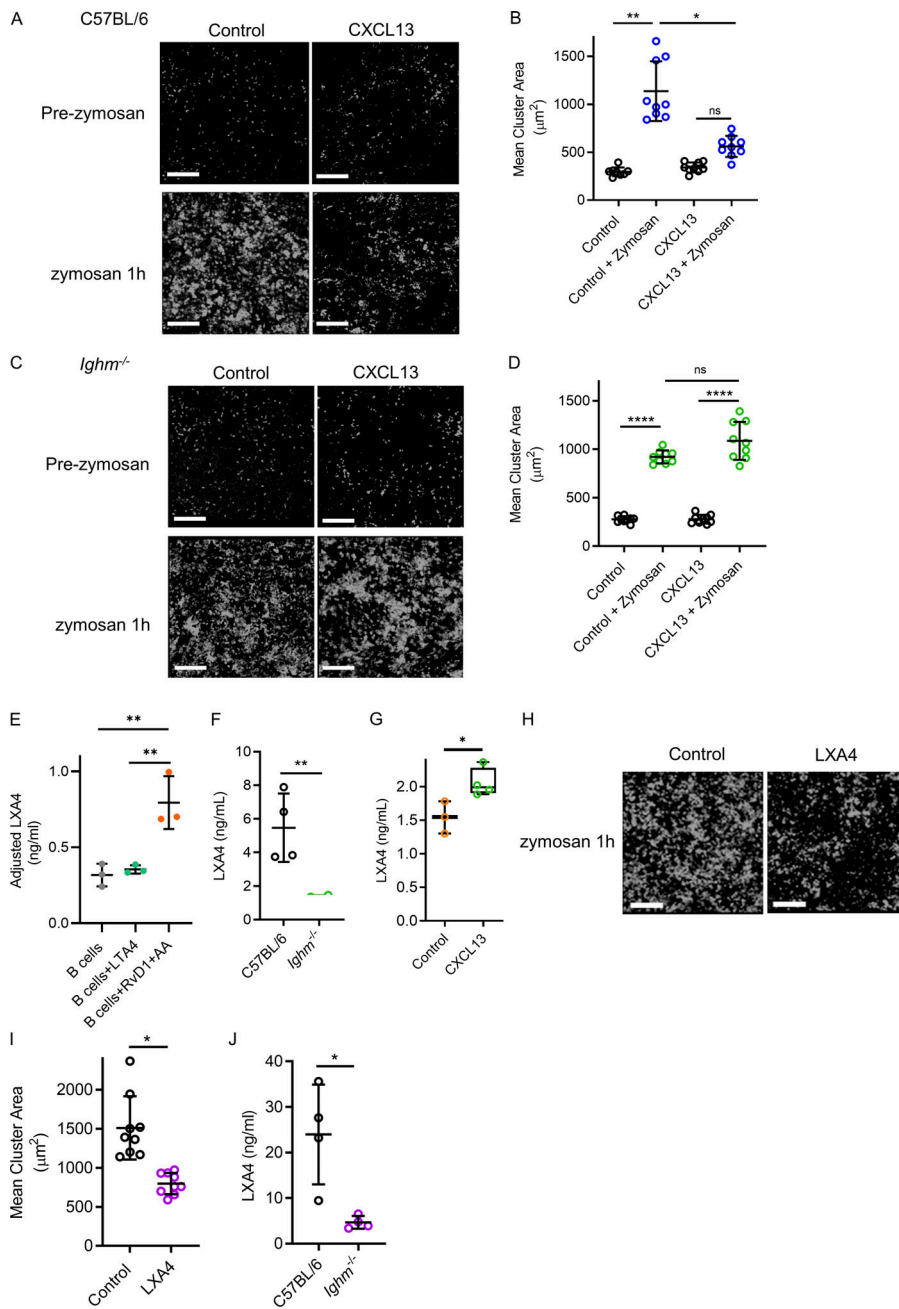 A
C57BL/6
Control
CXCL13
Pre-zymosan
zymosan 1h
B
**
*
ns
Mean Cluster Area
(μm2)
1500
1000
500
0
Control
Control + Zymosan
CXCL13
CXCL13 + Zymosan
C
Ighm-/-
Control
CXCL13
Pre-zymosan
zymosan 1h
D
ns
****
****
Mean Cluster Area
(μm2)
1500
1000
500
0
Control
Control + Zymosan
CXCL13
CXCL13 + Zymosan
E
**
**
Adjusted LXA4
(ng/ml)
1.0
0.5
0.0
B cells
B cells+LTA4
B cells+RvD1+AA
F
**
LXA4 (ng/mL)
10
8
6
4
2
0
C57BL/6
Ighm-/-
G
*
LXA4 (ng/mL)
2.0
1.5
1.0
0.5
0.0
Control
CXCL13
H
Control
LXA4
zymosan 1h
I
*
Mean Cluster Area
(μm2)
2000
1500
1000
500
0
Control
LXA4
J
*
LXA4 (ng/ml)
40
30
20
10
0
C57BL/6
Ighm-/-